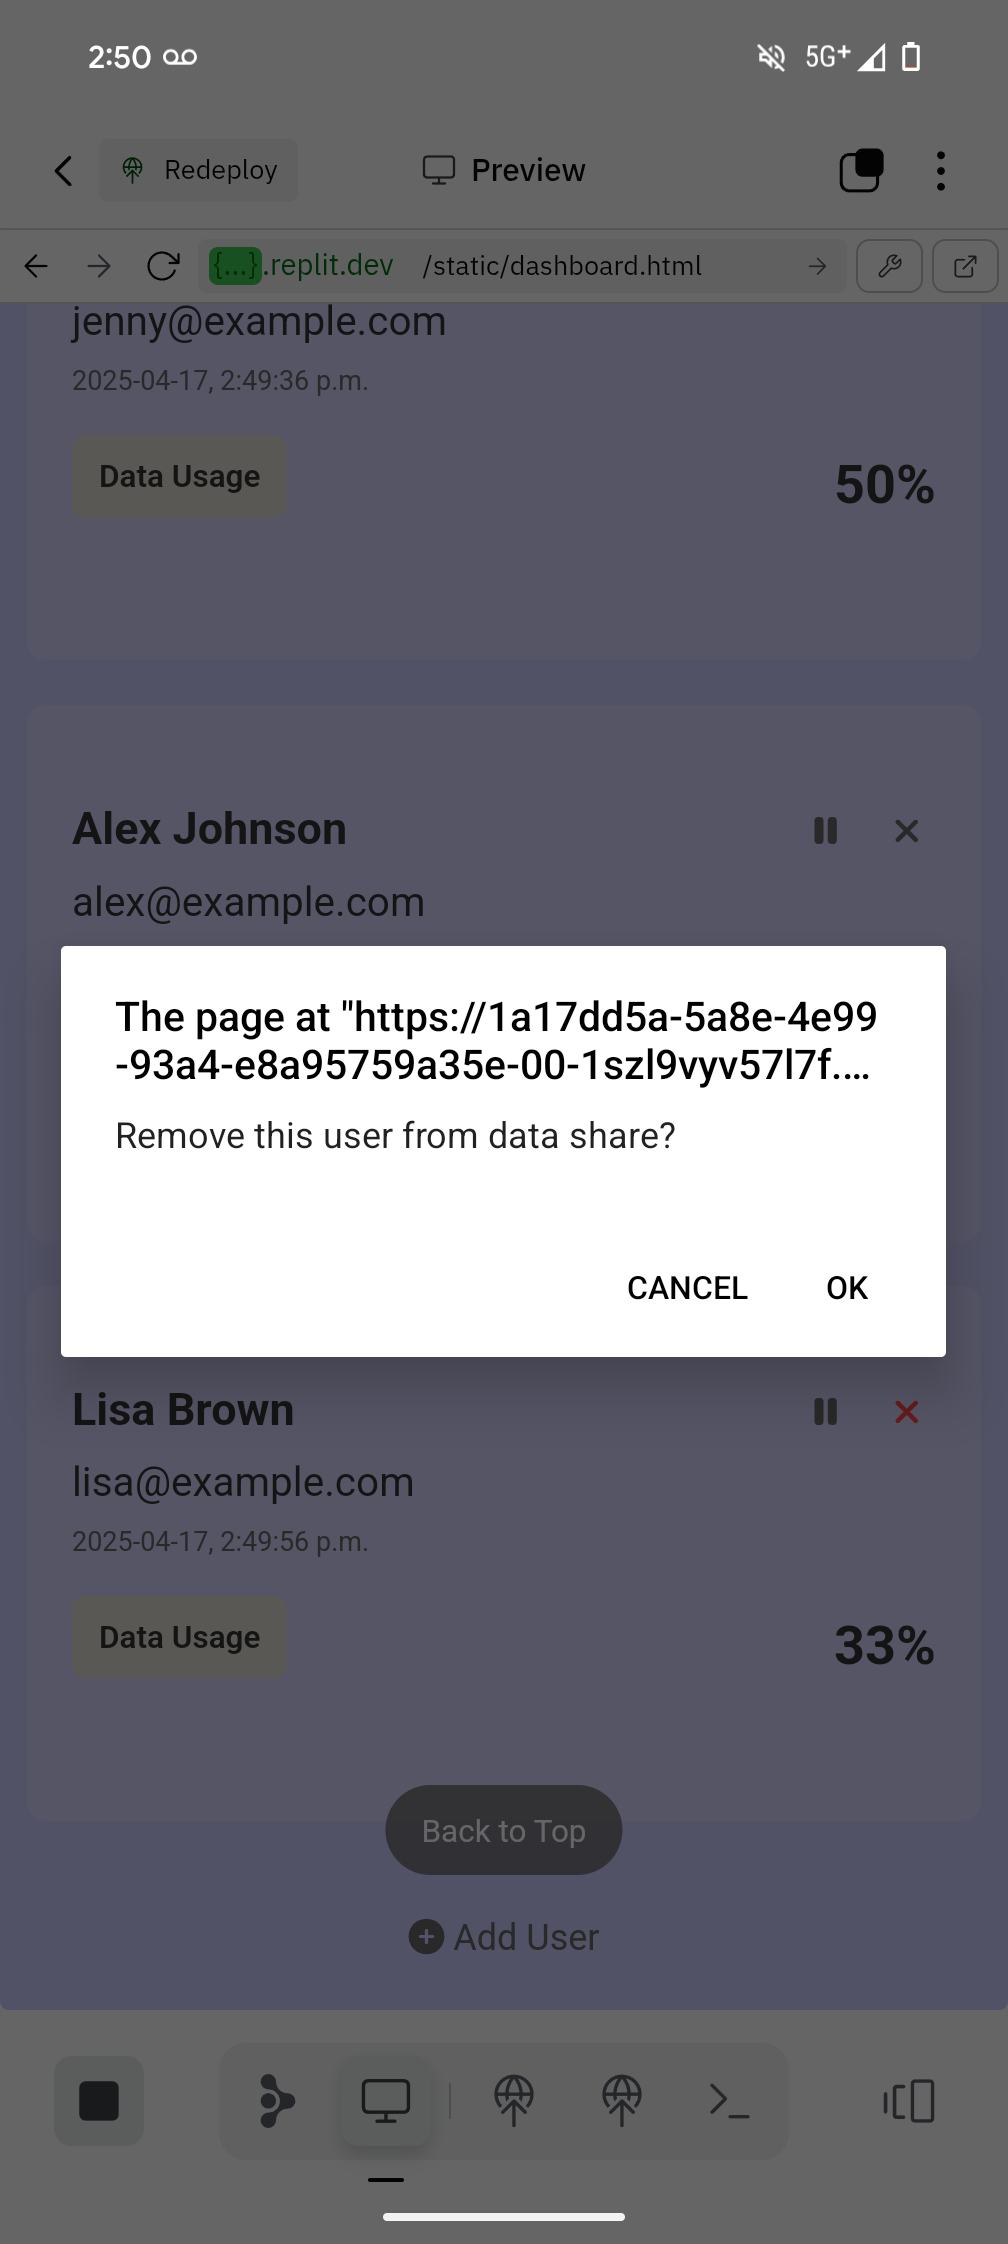 2:50
5G+
Redeploy
Preview
{...}.replit.dev /static/dashboard.html
jenny@example.com
2025-04-17, 2:49:36 p.m.
Data Usage
50%
Alex Johnson
alex@example.com
The page at "https://1a17dd5a-5a8e-4e99
-93a4-e8a95759a35e-00-1szl9vyv57l7f.…
Remove this user from data share?
CANCEL
OK
Lisa Brown
lisa@example.com
2025-04-17, 2:49:56 p.m.
Data Usage
33%
Back to Top
Add User